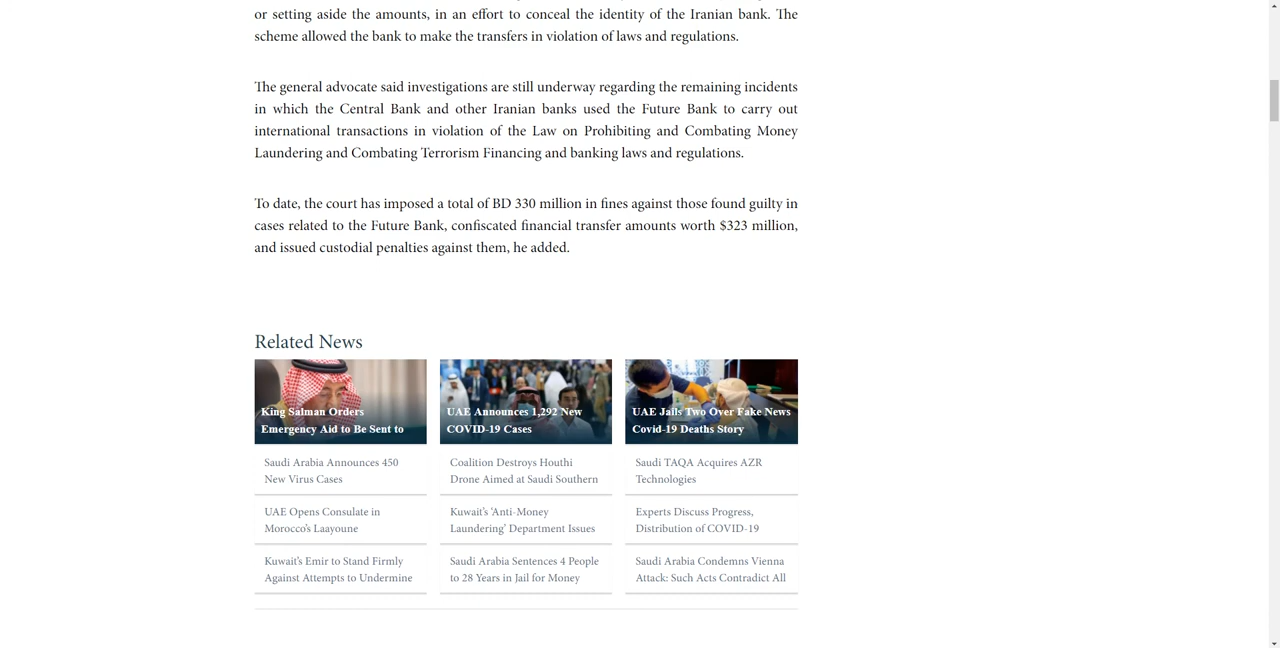 or setting aside the amounts, in an effort to conceal the identity of the Iranian bank. The
scheme allowed the bank to make the transfers in violation of laws and regulations.
The general advocate said investigations are still underway regarding the remaining incidents
in which the Central Bank and other Iranian banks used the Future Bank to carry out
international transactions in violation of the Law on Prohibiting and Combating Money
Laundering and Combating Terrorism Financing and banking laws and regulations.
To date, the court has imposed a total of BD 330 million in fines against those found guilty in
cases related to the Future Bank, confiscated financial transfer amounts worth $323 million,
and issued custodial penalties against them, he added.
Related News
King Salman Orders
Emergency Aid to Be Sent to
Saudi Arabia Announces 450
New Virus Cases
UAE Opens Consulate in
Morocco's Laayoune
Kuwait's Emir to Stand Firmly
Against Attempts to Undermine
UAE Announces 1,292 New
COVID-19 Cases
Coalition Destroys Houthi
Drone Aimed at Saudi Southern
Kuwait's 'Anti-Money
Laundering' Department Issues
Saudi Arabia Sentences 4 People
to 28 Years in Jail for Money
UAE Jails Two Over Fake News
Covid-19 Deaths Story
Saudi TAQA Acquires AZR
Technologies
Experts Discuss Progress,
Distribution of COVID-19
Saudi Arabia Condemns Vienna
Attack: Such Acts Contradict All